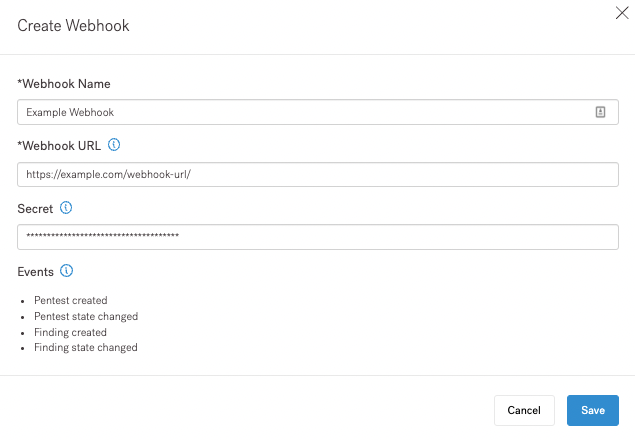 Create Webhook
*Webhook Name
Example Webhook
*Webhook URL
https://example.com/webhook-url/
Secret
*************************************
Events
• Pentest created
• Pentest state changed
• Finding created
• Finding state changed
Cancel Save